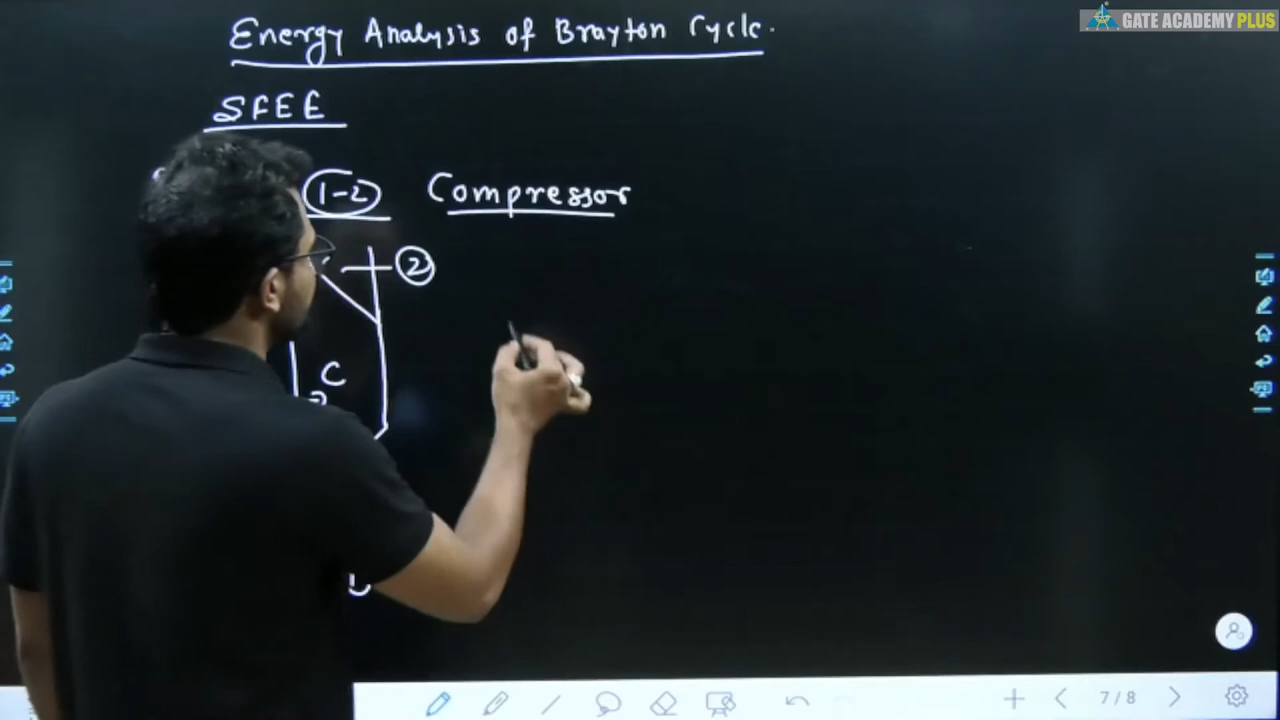 GATE ACADEMY PLUS
Energy Analysis of Brayton Cycle.
SFEE
1-2 Compressor
2
C
7/8